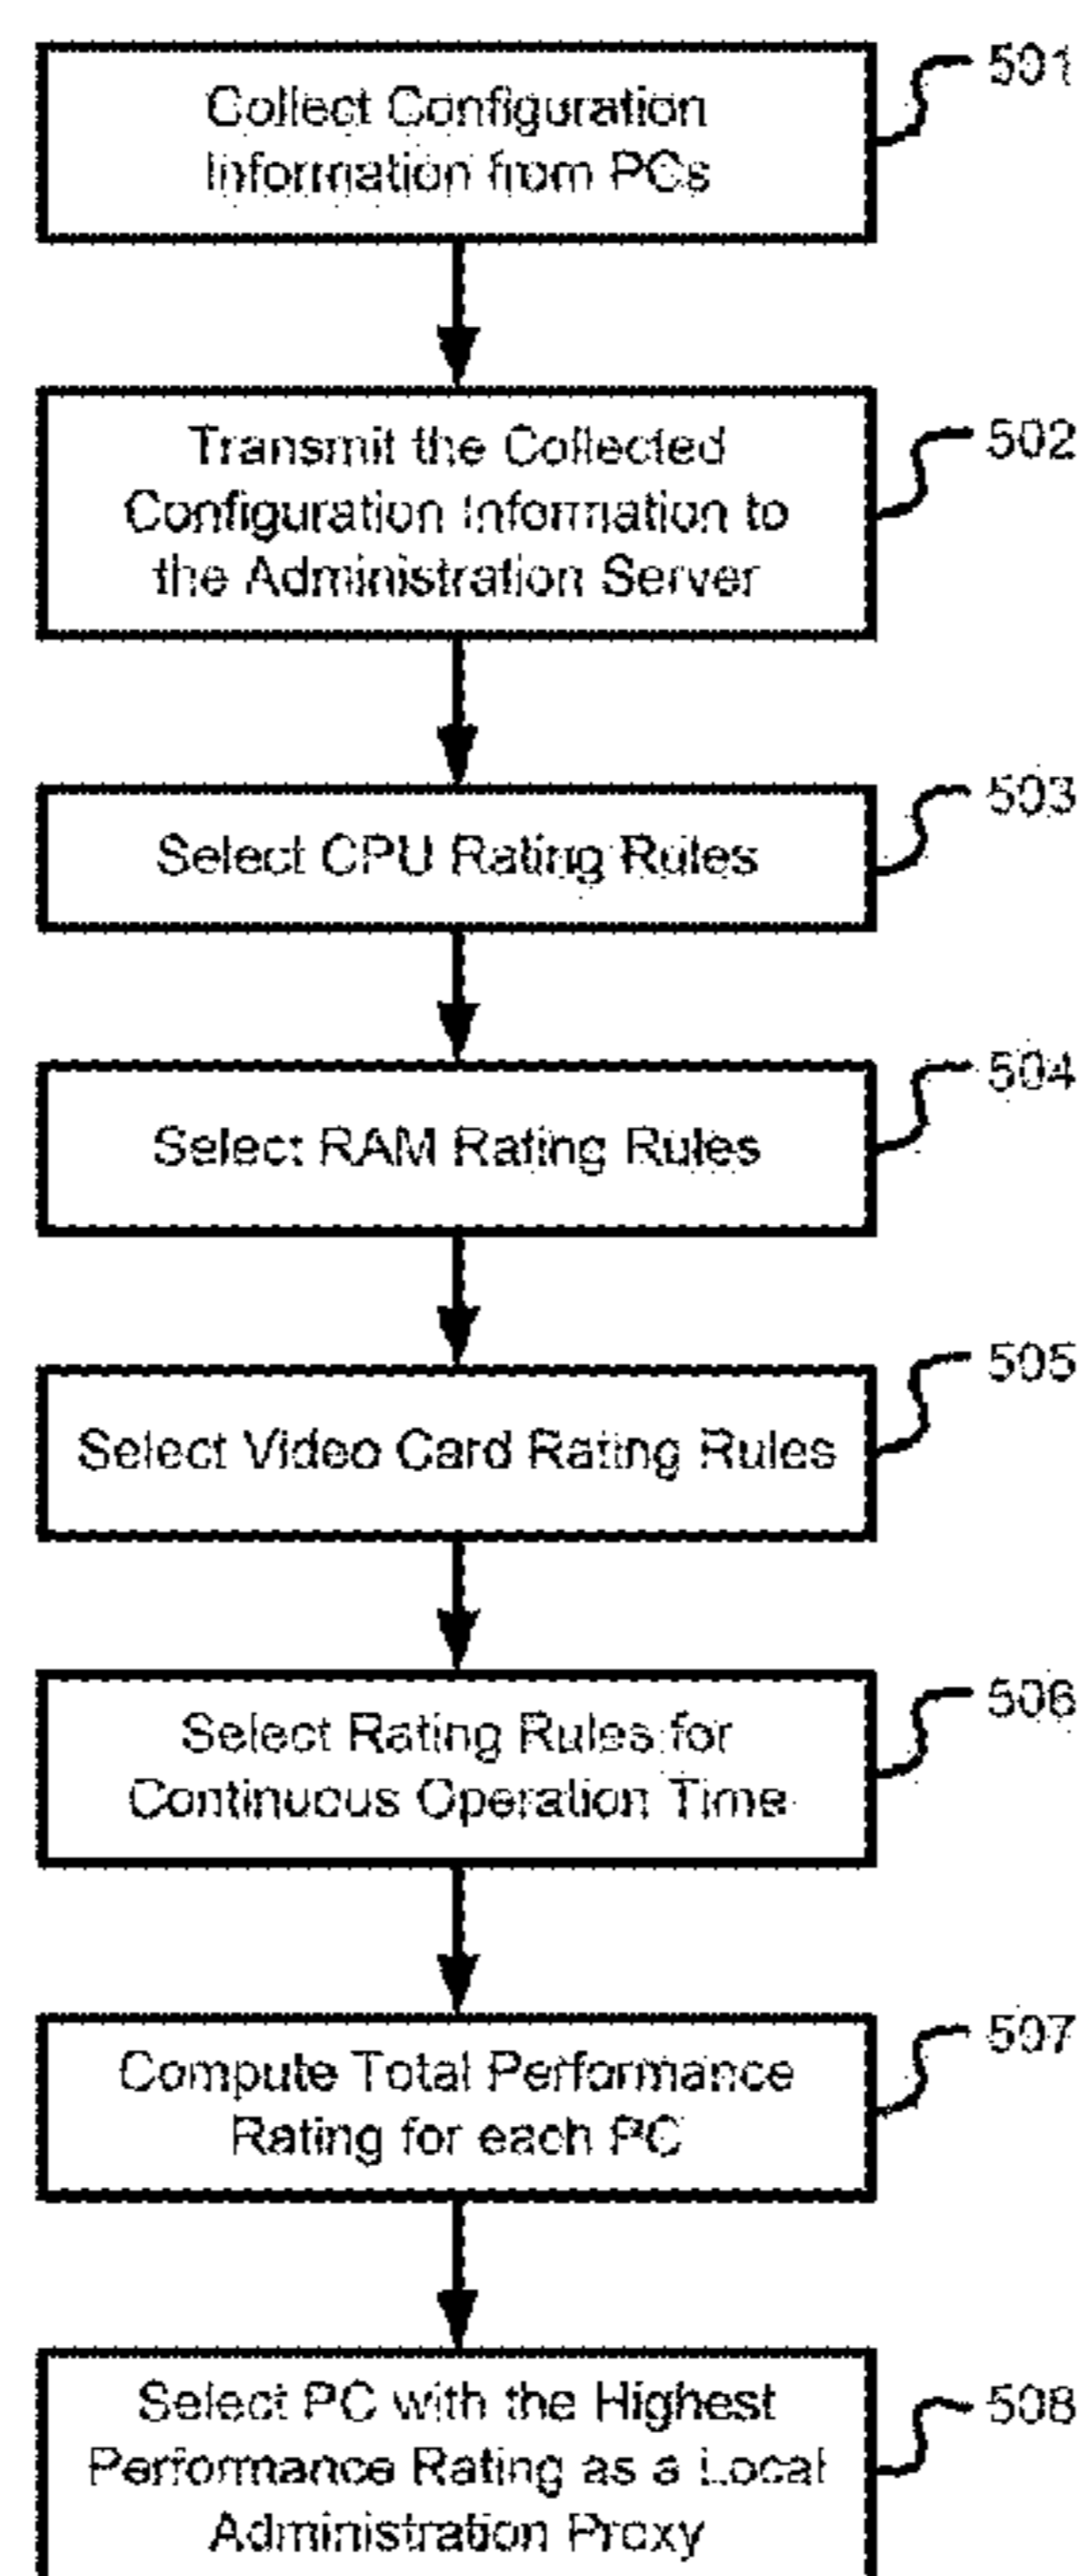 Collect Configuration
Information from PCs
501
Transmit the Collected
Configuration Information to
the Administration Server
502
Select CPU Rating Rules
503
Select RAM Rating Rules
504
Select Video Card Rating Rules
505
Select Rating Rules for
Continuous Operation Time
506
Compute Total Performance
Rating for each PC
507
Select PC with the Highest
Performance Rating as a Local
Administration Proxy
508